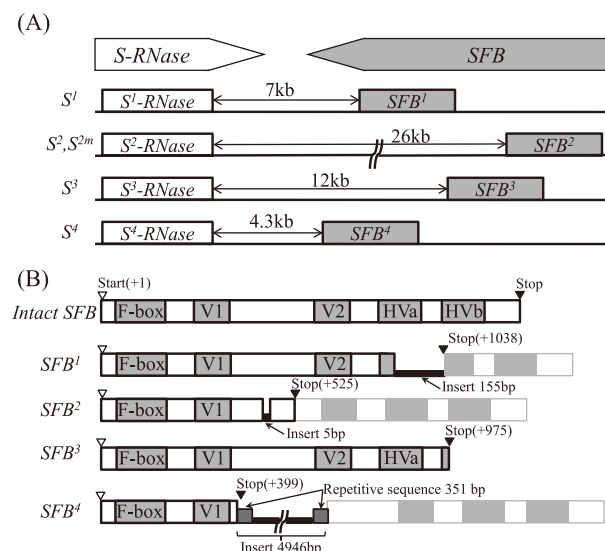 (A)
S-RNase SFB
7kb
S¹ S¹-RNase SFB¹
26kb
S²,S²ᵐ S²-RNase SFB²
12kb
S³ S³-RNase SFB³
4.3kb
S⁴ S⁴-RNase SFB⁴
(B)
Start(+1) Stop
Intact SFB F-box V1 V2 HVa HVb
Stop(+1038)
SFB¹ F-box V1 V2
Insert 155bp
Stop(+525)
SFB² F-box V1
Insert 5bp
Stop(+975)
SFB³ F-box V1 V2 HVa
Stop(+399) Repetitive sequence 351 bp
SFB⁴ F-box V1
Insert 4946bp